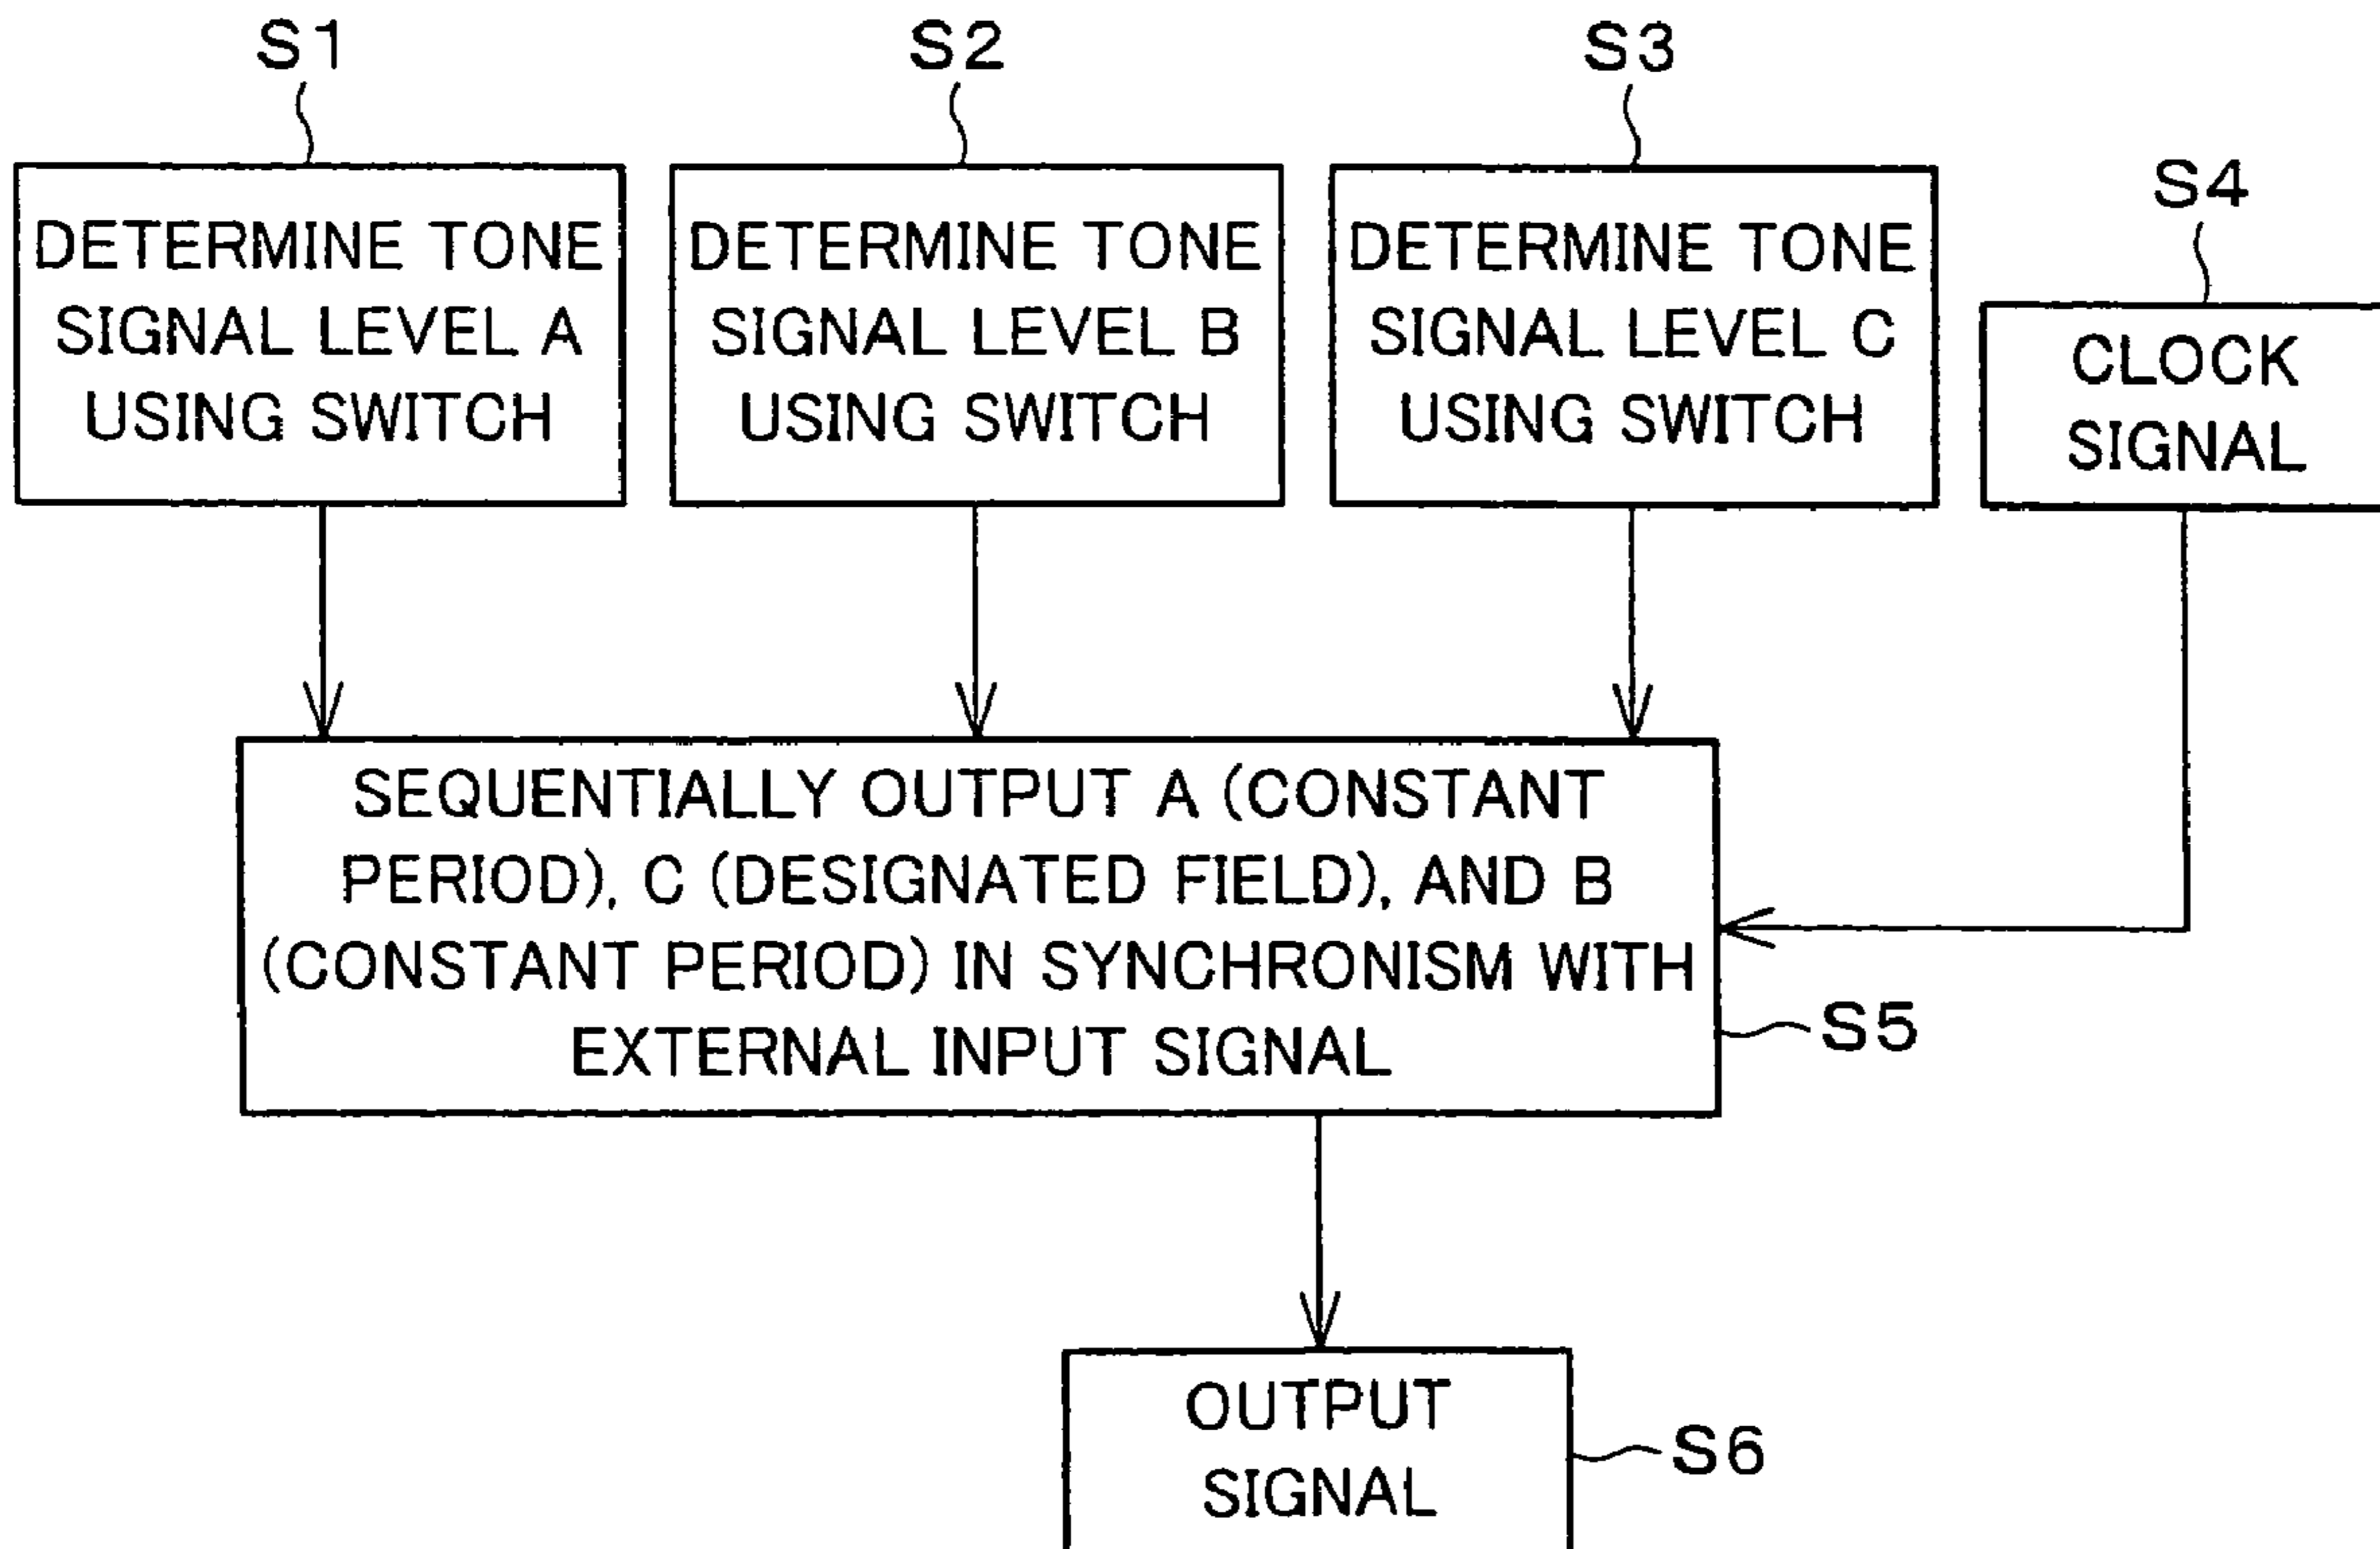 S1
S2
S3
S4
DETERMINE TONE
SIGNAL LEVEL A
USING SWITCH
DETERMINE TONE
SIGNAL LEVEL B
USING SWITCH
DETERMINE TONE
SIGNAL LEVEL C
USING SWITCH
CLOCK
SIGNAL
SEQUENTIALLY OUTPUT A (CONSTANT
PERIOD), C (DESIGNATED FIELD), AND B
(CONSTANT PERIOD) IN SYNCHRONISM WITH
EXTERNAL INPUT SIGNAL
S5
OUTPUT
SIGNAL
S6